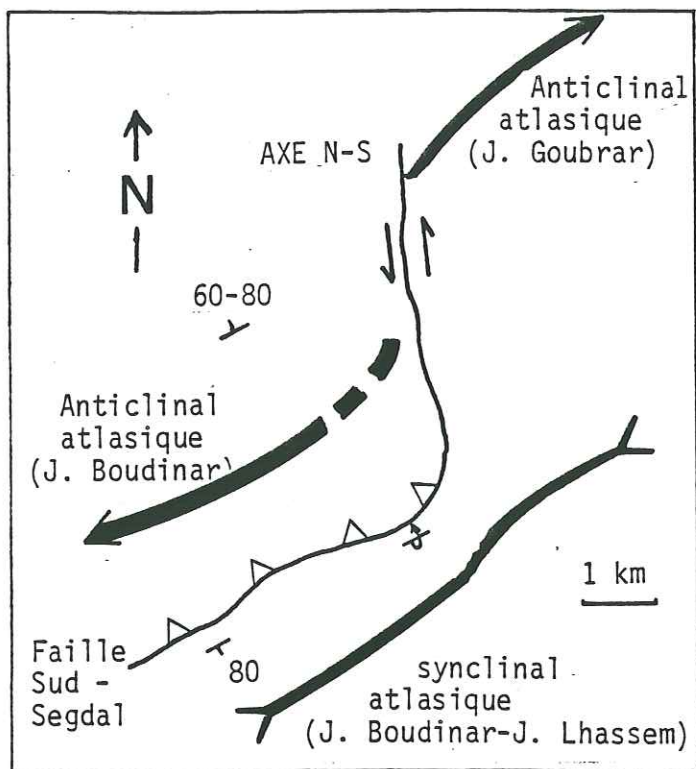 Anticlinal
atlasique
(J. Goubrar)
AXE N-S
N
60-80
Anticlinal
atlasique
(J. Boudinar)
1 km
Faille
Sud -
Segdal
80
synclinal
atlasique
(J. Boudinar-J. Lhassem)